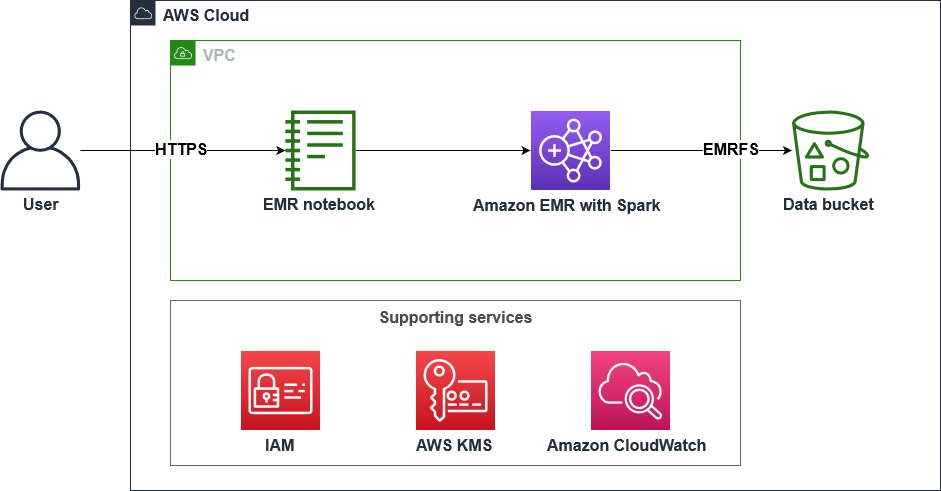 AWS Cloud
VPC
HTTPS
EMRFS
User
EMR notebook
Amazon EMR with Spark
Data bucket
Supporting services
IAM
AWS KMS
Amazon CloudWatch